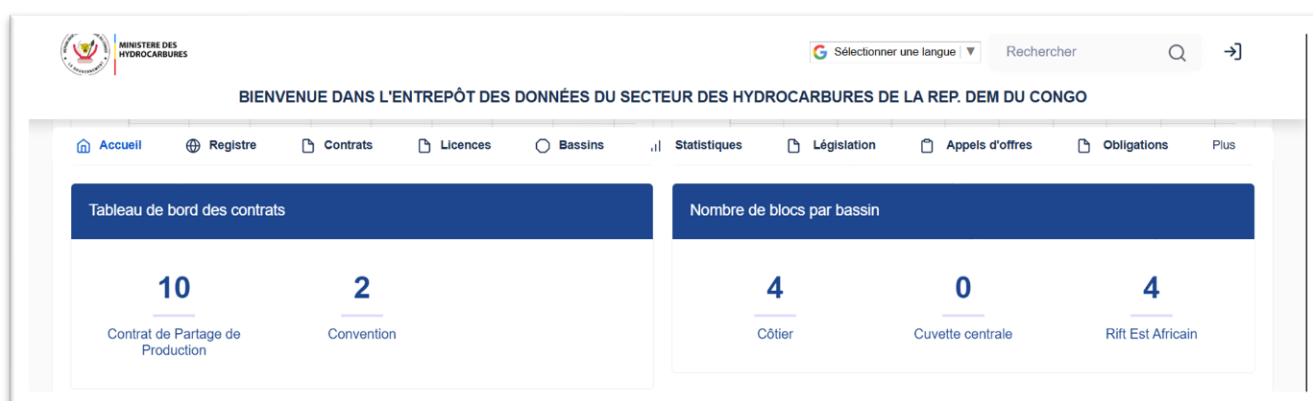 MINISTERE DES
HYDROCARBURES
Sélectionner une langue ▼
Rechercher
BIENVENUE DANS L'ENTREPÔT DES DONNÉES DU SECTEUR DES HYDROCARBURES DE LA REP. DEM DU CONGO
Accueil Registre Contrats Licences Bassins Statistiques Législation Appels d'offres Obligations Plus
Tableau de bord des contrats
10
Contrat de Partage de
Production
2
Convention
Nombre de blocs par bassin
4
Côtier
0
Cuvette centrale
4
Rift Est Africain